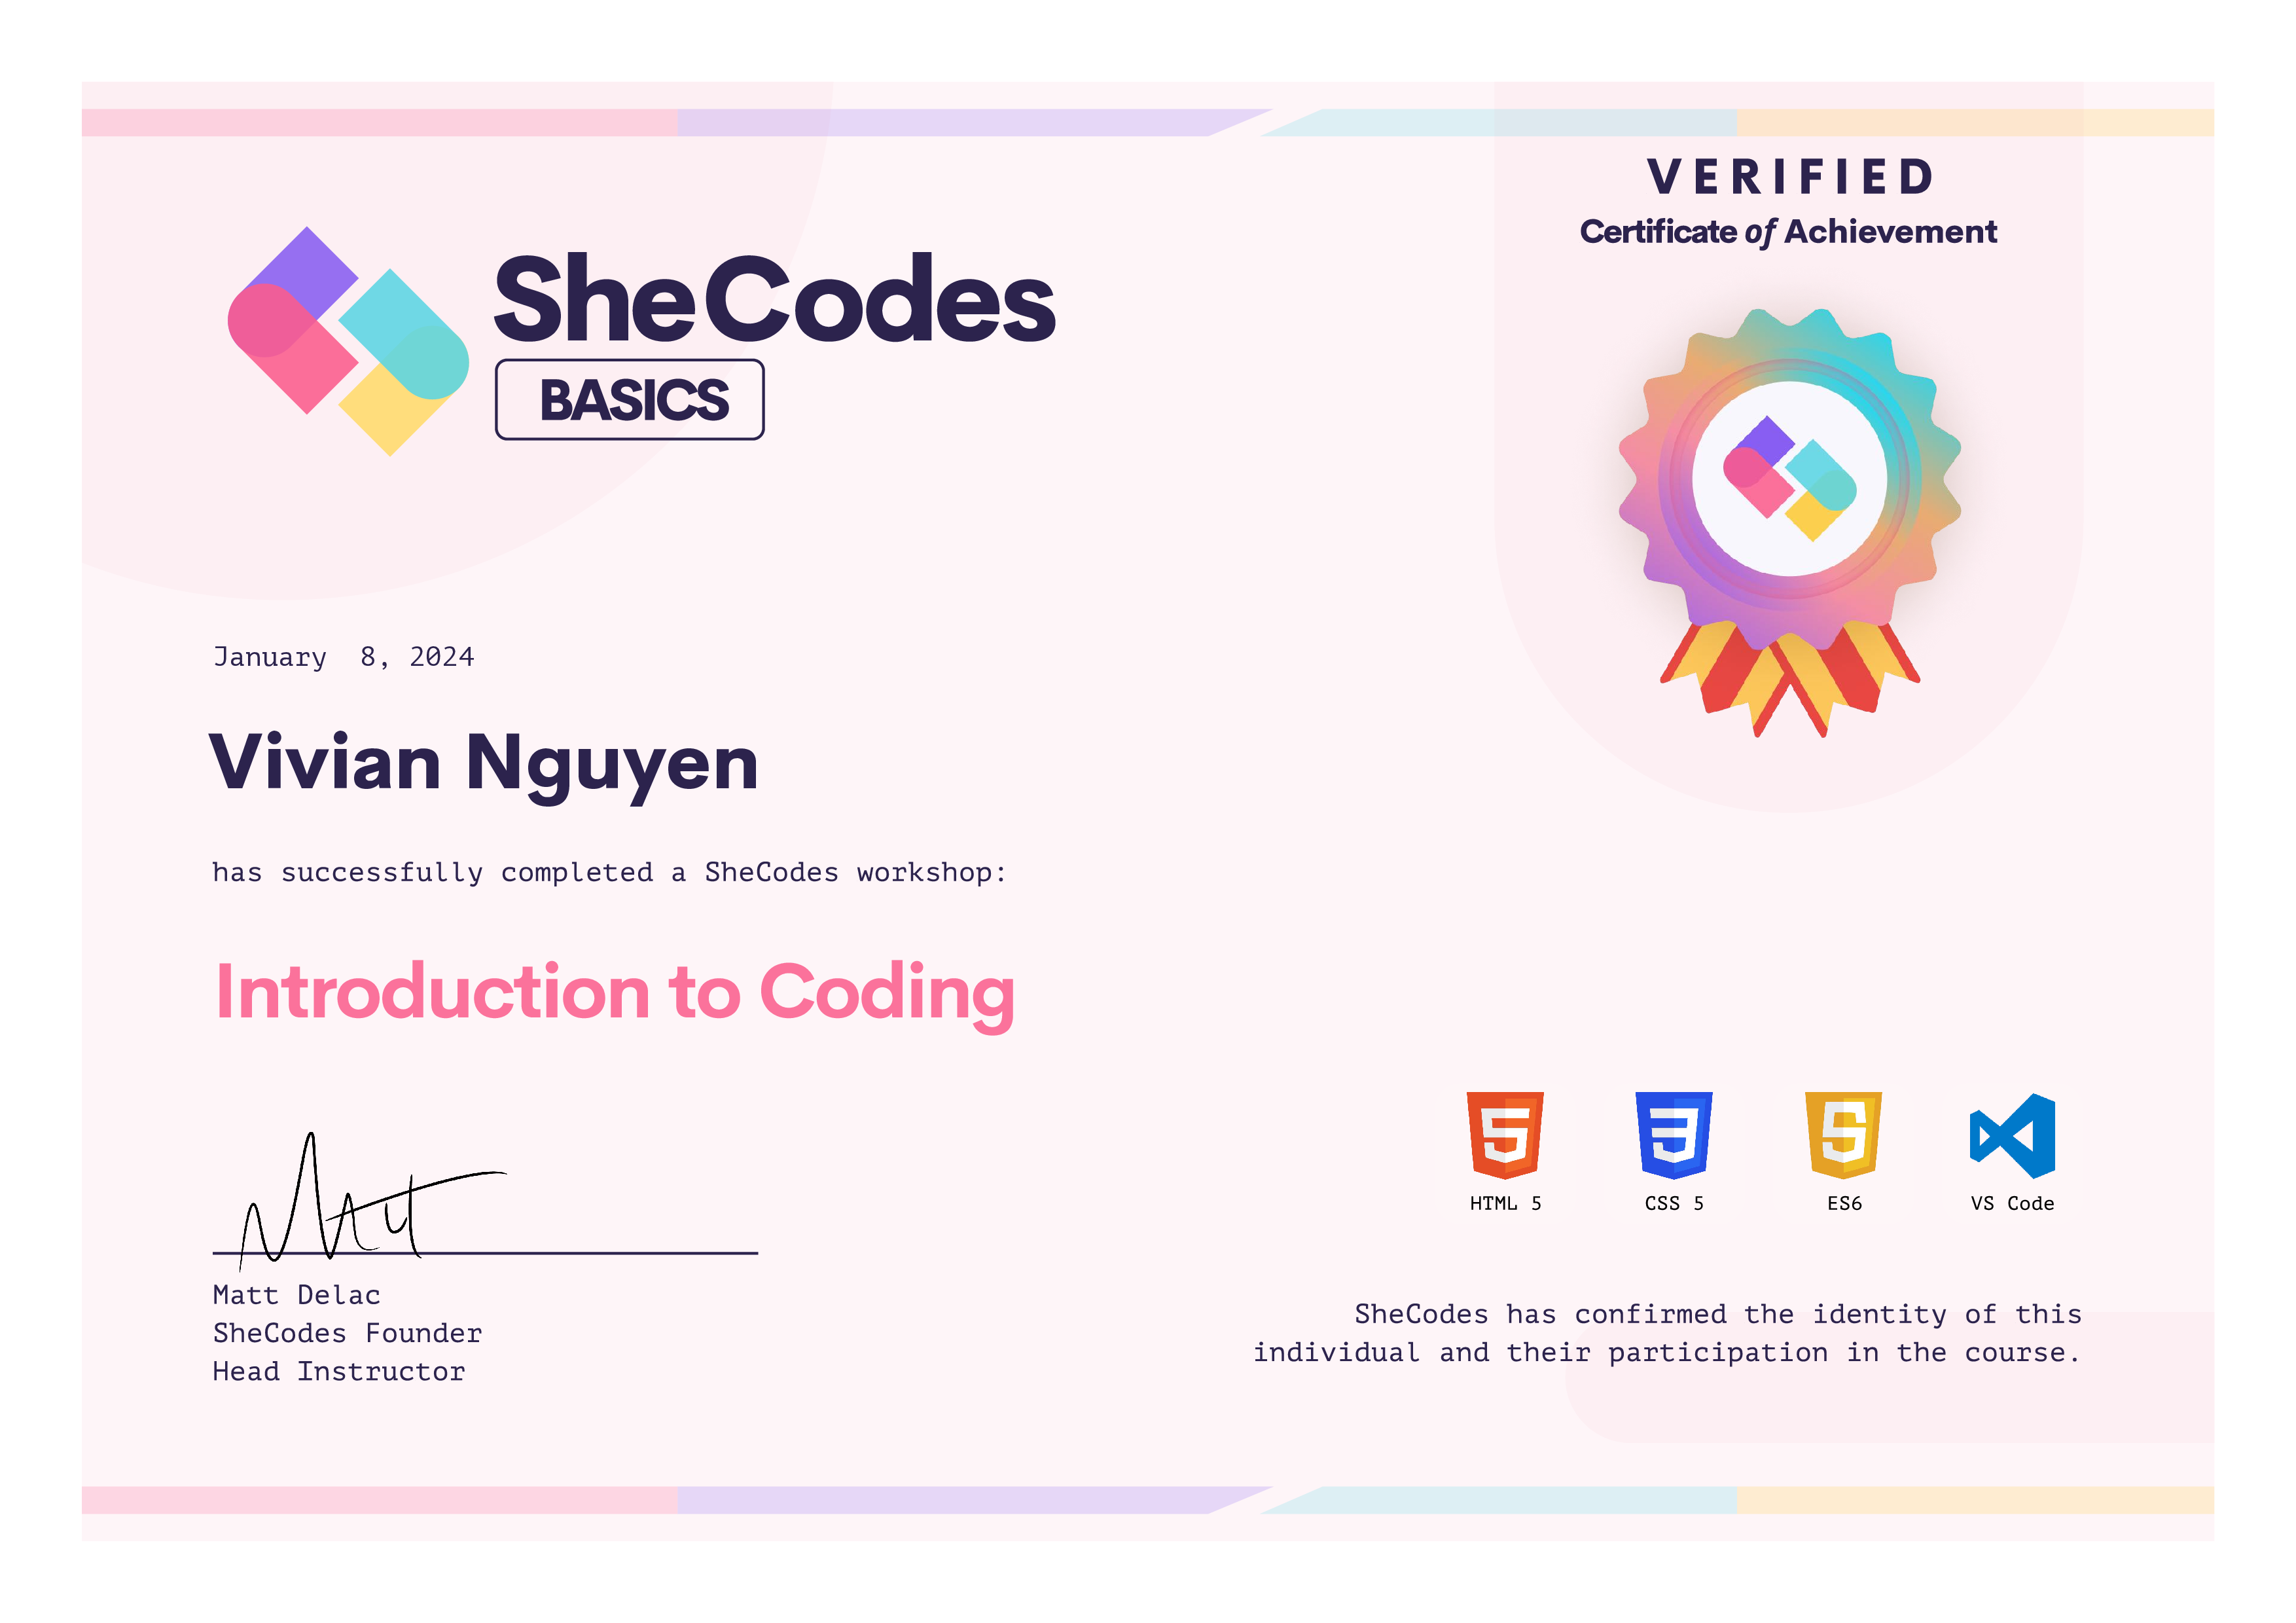 VERIFIED
Certificate of Achievement
SheCodes
BASICS
January  8, 2024
Vivian Nguyen
has successfully completed a SheCodes workshop:
Introduction to Coding
HTML 5
CSS 5
ES6
VS Code
Matt Delac
SheCodes Founder
Head Instructor
SheCodes has confirmed the identity of this
individual and their participation in the course.